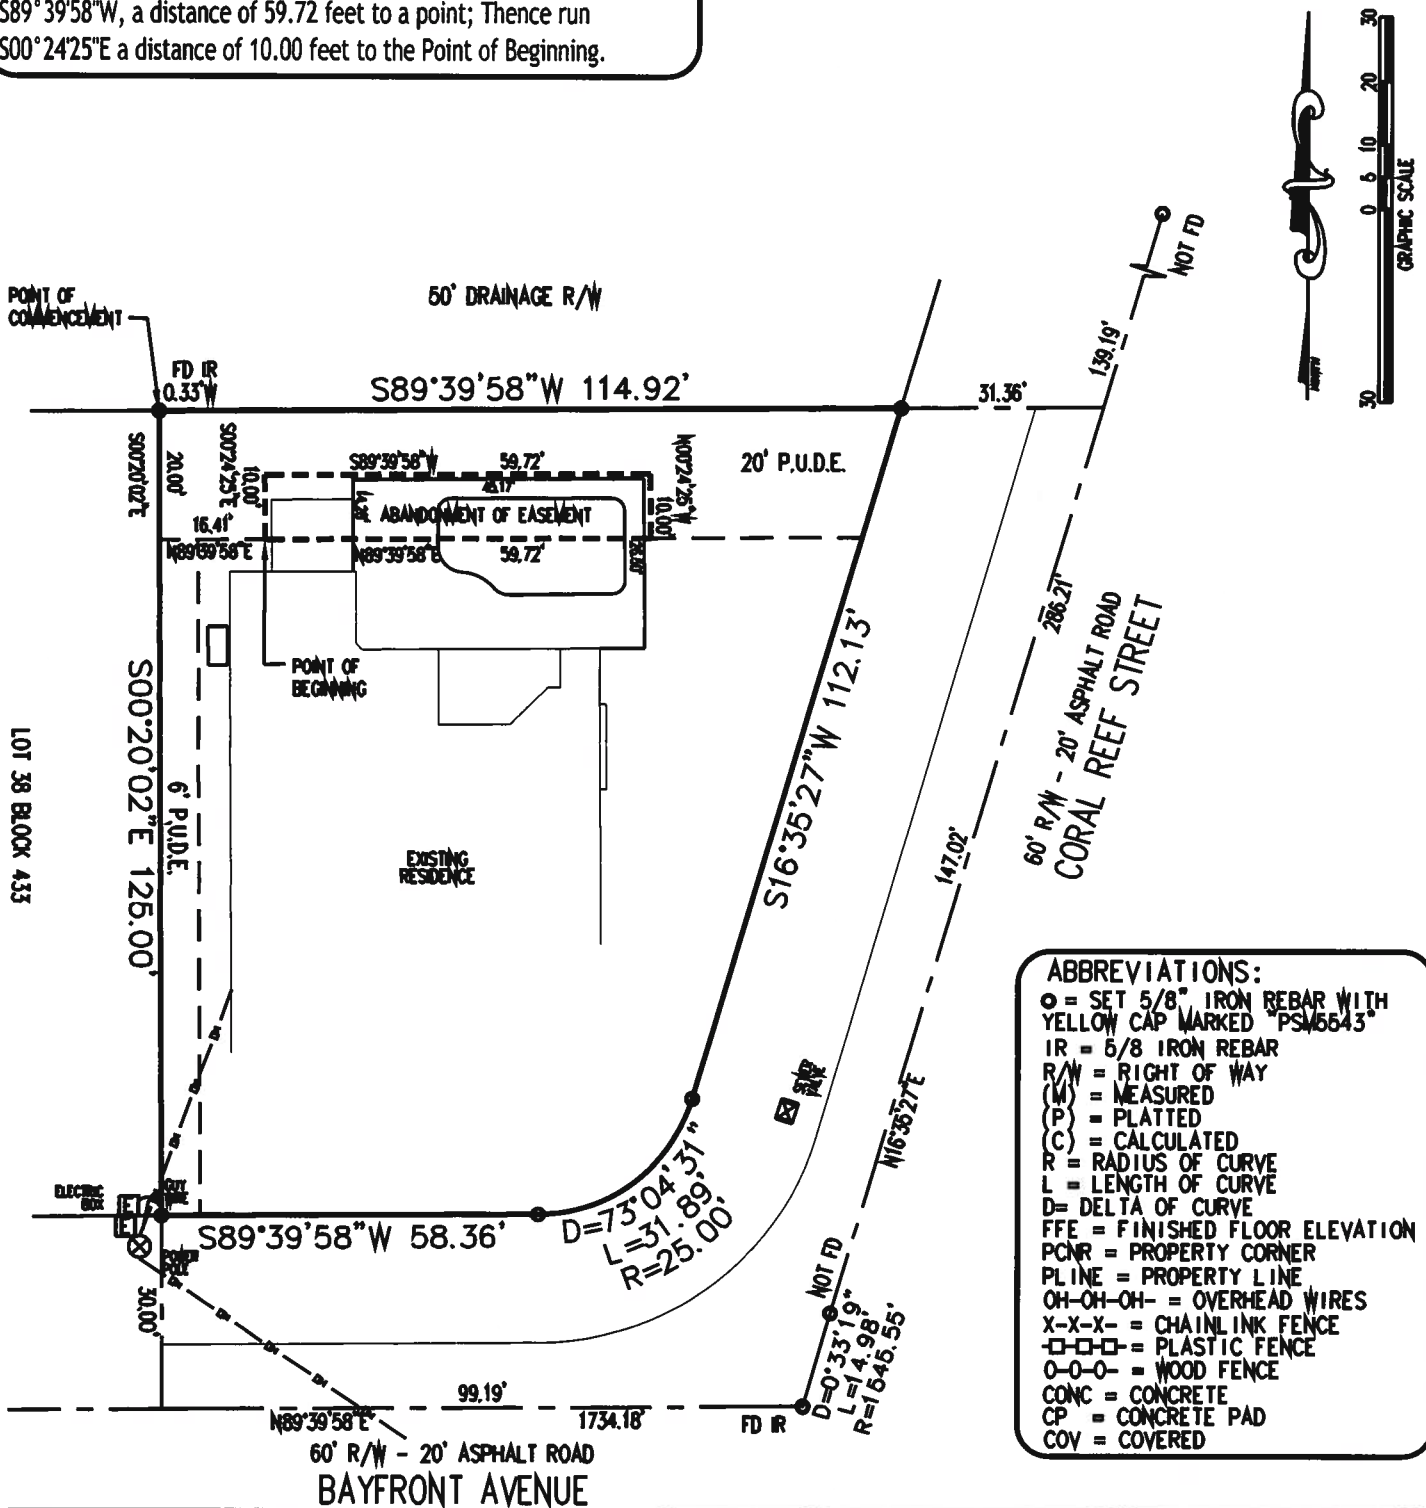 S89°39'58"W, a distance of 59.72 feet to a point; Thence run
S00°24'25"E a distance of 10.00 feet to the Point of Beginning.
30
20
10
5
0
30
GRAPHIC SCALE
NOT FD
POINT OF
COMMENCEMENT
50' DRAINAGE R/W
139.19'
FD IR
0.33'W
S89°39'58"W 114.92'
31.36'
S00°20'02"E
20.00'
S00°24'25"E
10.00'
S89°39'58"W
59.72'
N00°24'25"W
10.00'
20' P.U.D.E.
ABANDONMENT OF EASEMENT
16.41'
N89°39'58"E
N89°39'58"E
59.72'
286.21'
60' R/W - 20' ASPHALT ROAD
CORAL REEF STREET
POINT OF
BEGINNING
S16°35'27"W 112.13'
LOT 38 BLOCK 433
S00°20'02"E 125.00'
6' P.U.D.E.
EXISTING
RESIDENCE
147.02'
N16°35'27"E
SEWER
VALVE
ELECTRIC
BOX
E
E
GUY
WIRE
S89°39'58"W 58.36'
D=73°04'31"
L=31.89'
R=25.00'
POWER
POLE
30.00'
NOT FD
D=0°33'19"
L=14.98'
R=1545.55'
99.19'
N89°39'58"E
1734.18'
FD IR
60' R/W - 20' ASPHALT ROAD
BAYFRONT AVENUE
ABBREVIATIONS:
O = SET 5/8" IRON REBAR WITH
YELLOW CAP MARKED "PSM5543"
IR = 5/8 IRON REBAR
R/W = RIGHT OF WAY
(M) = MEASURED
(P) = PLATTED
(C) = CALCULATED
R = RADIUS OF CURVE
L = LENGTH OF CURVE
D= DELTA OF CURVE
FFE = FINISHED FLOOR ELEVATION
PCNR = PROPERTY CORNER
PLINE = PROPERTY LINE
OH-OH-OH- = OVERHEAD WIRES
X-X-X- = CHAINLINK FENCE
-□-□-□- = PLASTIC FENCE
O-O-O- = WOOD FENCE
CONC = CONCRETE
CP = CONCRETE PAD
COV = COVERED